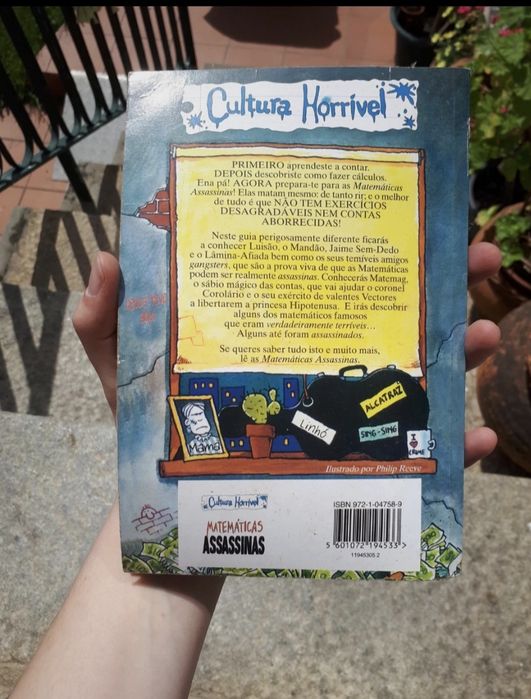 Cultura Horrível
PRIMEIRO aprendeste a contar.
DEPOIS descobriste como fazer cálculos.
Ena pá! AGORA prepara-te para as Matemáticas
Assassinas! Elas matam mesmo: de tanto rir; e o melhor
de tudo é que NÃO TEM EXERCÍCIOS
DESAGRADÁVEIS NEM CONTAS
ABORRECIDAS!
Neste guia perigosamente diferente ficarás
a conhecer Luisão, o Mandão, Jaime Sem-Dedo
e o Lâmina-Afiada bem como os seus temíveis amigos
gangsters, que são a prova viva de que as Matemáticas
podem ser realmente assassinas. Conhecerás Matemag,
o sábio mágico das contas, que vai ajudar o coronel
Corolário e o seu exército de valentes Vectores
a libertarem a princesa Hipotenusa. E irás descobrir
alguns dos matemáticos famosos
que eram verdadeiramente terríveis...
Alguns até foram assassinados.
Se queres saber tudo isto e muito mais,
lê as Matemáticas Assassinas.
ALCATRAZ
Linhó
SING-SING
I
CRIME
Mamã
Ilustrado por Philip Reeve
Cultura Horrível
MATEMÁTICAS
ASSASSINAS
ISBN 972-1-04758-9
5 601072 194533 >
11945305 2